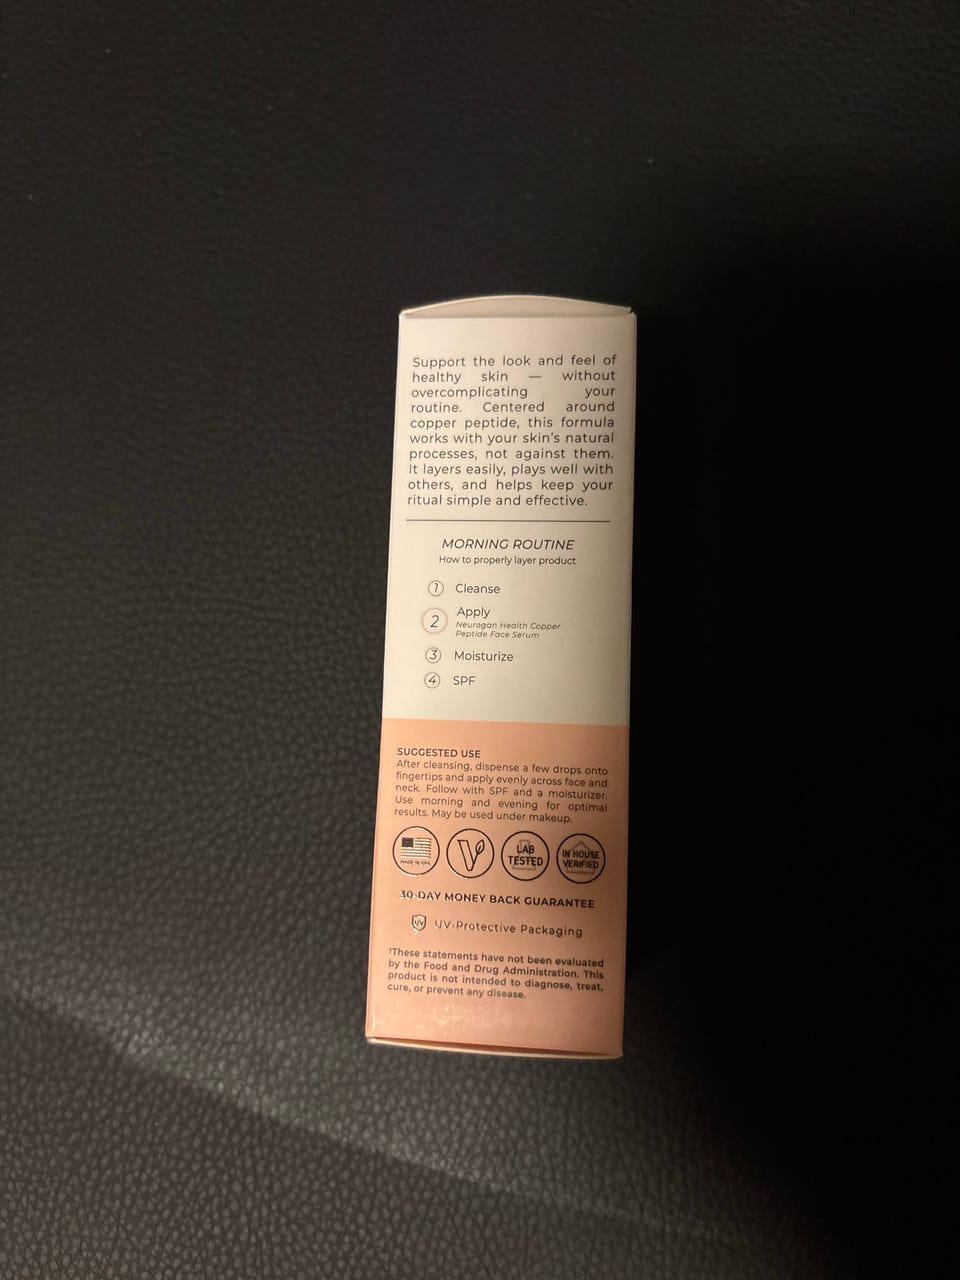 Support the look and feel of
healthy skin — without
overcomplicating your
routine. Centered around
copper peptide, this formula
works with your skin's natural
processes, not against them.
It layers easily, plays well with
others, and helps keep your
ritual simple and effective.
MORNING ROUTINE
How to properly layer product
1 Cleanse
2 Apply
Neurogan Health Copper
Peptide Face Serum
3 Moisturize
4 SPF
SUGGESTED USE
After cleansing, dispense a few drops onto
fingertips and apply evenly across face and
neck. Follow with SPF and a moisturizer.
Use morning and evening for optimal
results. May be used under makeup.
MADE IN USA
V
LAB
TESTED
IN HOUSE
VERIFIED
30-DAY MONEY BACK GUARANTEE
UV UV-Protective Packaging
†These statements have not been evaluated
by the Food and Drug Administration. This
product is not intended to diagnose, treat,
cure, or prevent any disease.